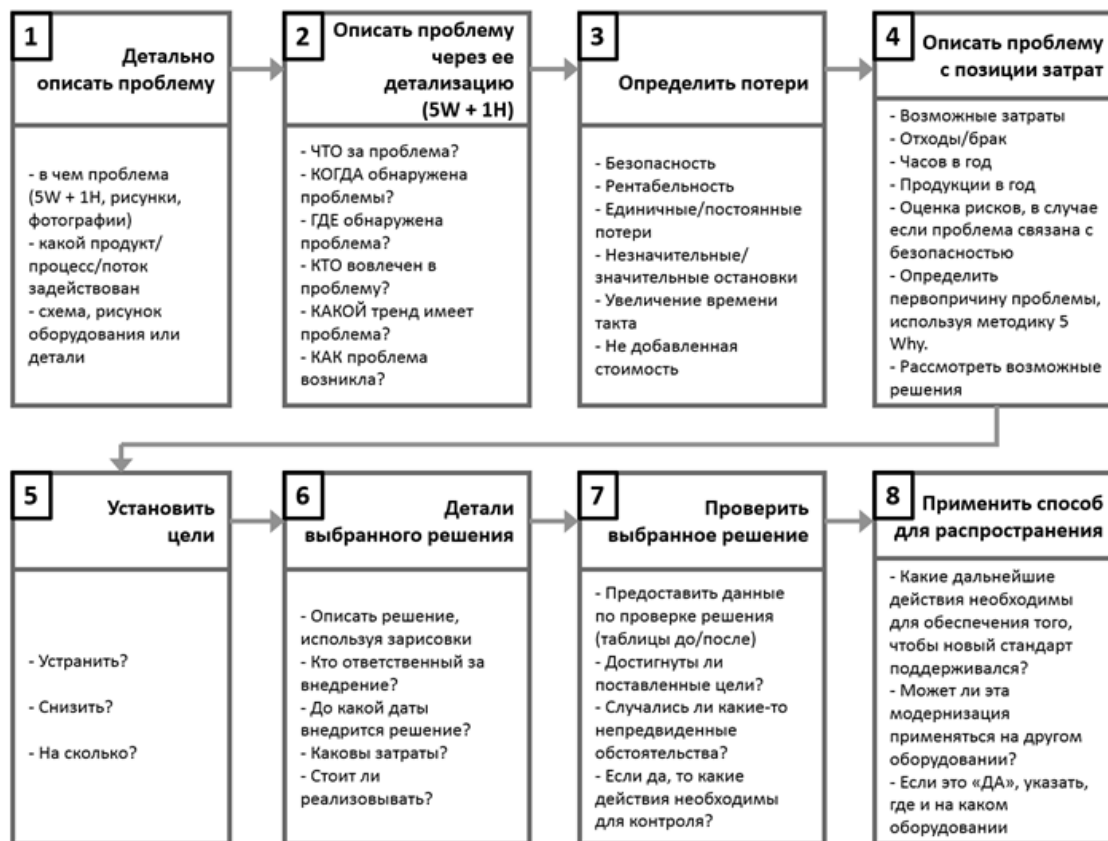 1
Детально
описать проблему
- в чем проблема
(5W + 1H, рисунки,
фотографии)
- какой продукт/
процесс/поток
задействован
- схема, рисунок
оборудования или
детали
2
Описать проблему
через ее
детализацию
(5W + 1H)
- ЧТО за проблема?
- КОГДА обнаружена
проблемы?
- ГДЕ обнаружена
проблема?
- КТО вовлечен в
проблему?
- КАКОЙ тренд имеет
проблема?
- КАК проблема
возникла?
3
Определить потери
- Безопасность
- Рентабельность
- Единичные/постоянные
потери
- Незначительные/
значительные остановки
- Увеличение времени
такта
- Не добавленная
стоимость
4
Описать проблему
с позиции затрат
- Возможные затраты
- Отходы/брак
- Часов в год
- Продукции в год
- Оценка рисков, в случае
если проблема связана с
безопасностью
- Определить
первопричину проблемы,
используя методику 5
Why.
- Рассмотреть возможные
решения
5
Установить
цели
- Устранить?
- Снизить?
- На сколько?
6
Детали
выбранного решения
- Описать решение,
используя зарисовки
- Кто ответственный за
внедрение?
- До какой даты
внедрится решение?
- Каковы затраты?
- Стоит ли
реализовывать?
7
Проверить
выбранное решение
- Предоставить данные
по проверке решения
(таблицы до/после)
- Достигнуты ли
поставленные цели?
- Случались ли какие-то
непредвиденные
обстоятельства?
- Если да, то какие
действия необходимы
для контроля?
8
Применить способ
для распространения
- Какие дальнейшие
действия необходимы
для обеспечения того,
чтобы новый стандарт
поддерживался?
- Может ли эта
модернизация
применяться на другом
оборудовании?
- Если это «ДА», указать,
где и на каком
оборудовании